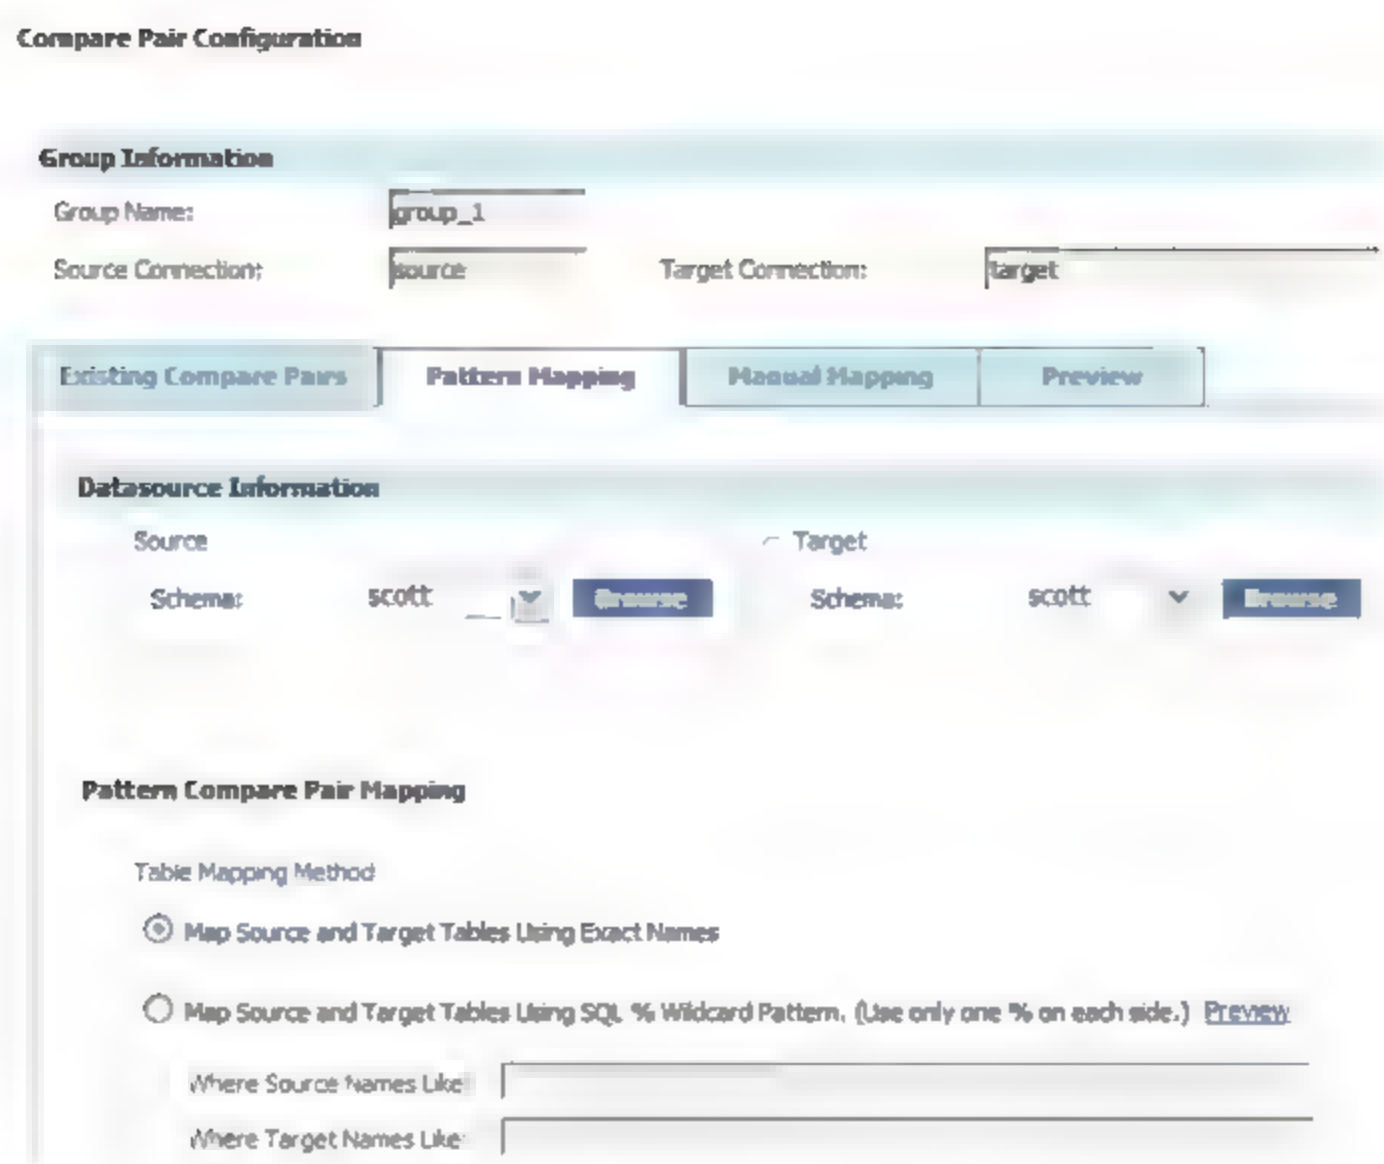 Compare Pair Configuration
Group Information
Group Name: group_1
Source Connection: source Target Connection: target
Existing Compare Pairs Pattern Mapping Manual Mapping Preview
Datasource Information
Source Target
Schema: scott Browse Schema: scott Browse
Pattern Compare Pair Mapping
Table Mapping Method
Map Source and Target Tables Using Exact Names
Map Source and Target Tables Using SQL % Wildcard Pattern. (Use only one % on each side.) Preview
Where Source Names Like:
Where Target Names Like: